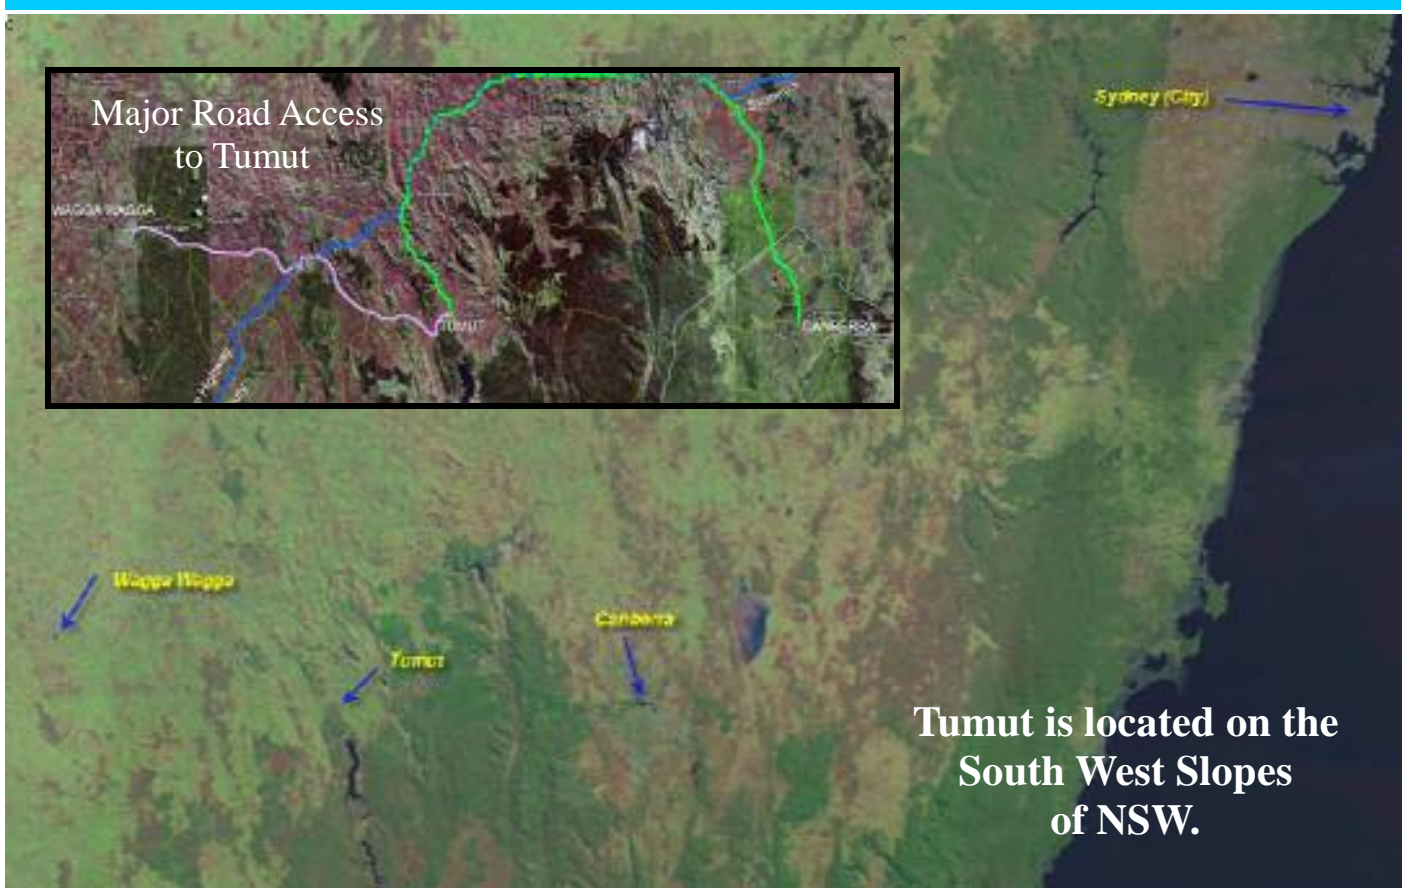 Major Road Access
to Tumut
WAGGA WAGGA
TUMUT
CANBERRA
Highway
Sydney (City)
Wagga Wagga
Tumut
Canberra
Tumut is located on the
South West Slopes
of NSW.